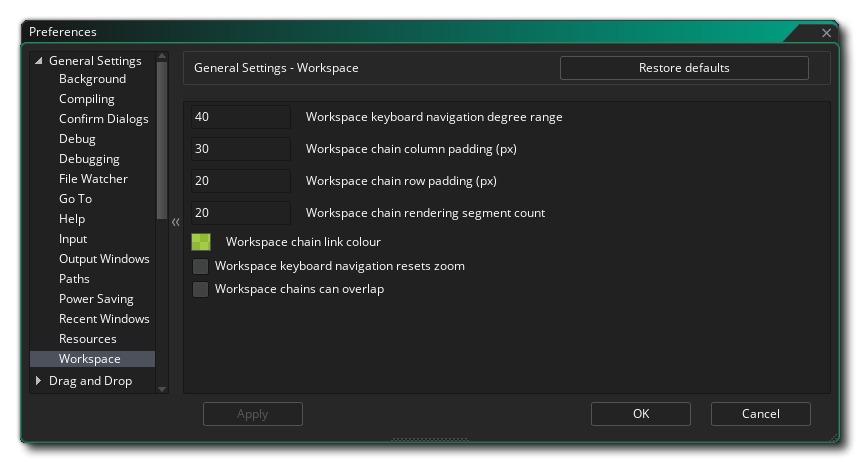 Preferences
General Settings
Background
Compiling
Confirm Dialogs
Debug
Debugging
File Watcher
Go To
Help
Input
Output Windows
Paths
Power Saving
Recent Windows
Resources
Workspace
Drag and Drop
General Settings - Workspace
Restore defaults
40 Workspace keyboard navigation degree range
30 Workspace chain column padding (px)
20 Workspace chain row padding (px)
20 Workspace chain rendering segment count
Workspace chain link colour
Workspace keyboard navigation resets zoom
Workspace chains can overlap
Apply
OK
Cancel